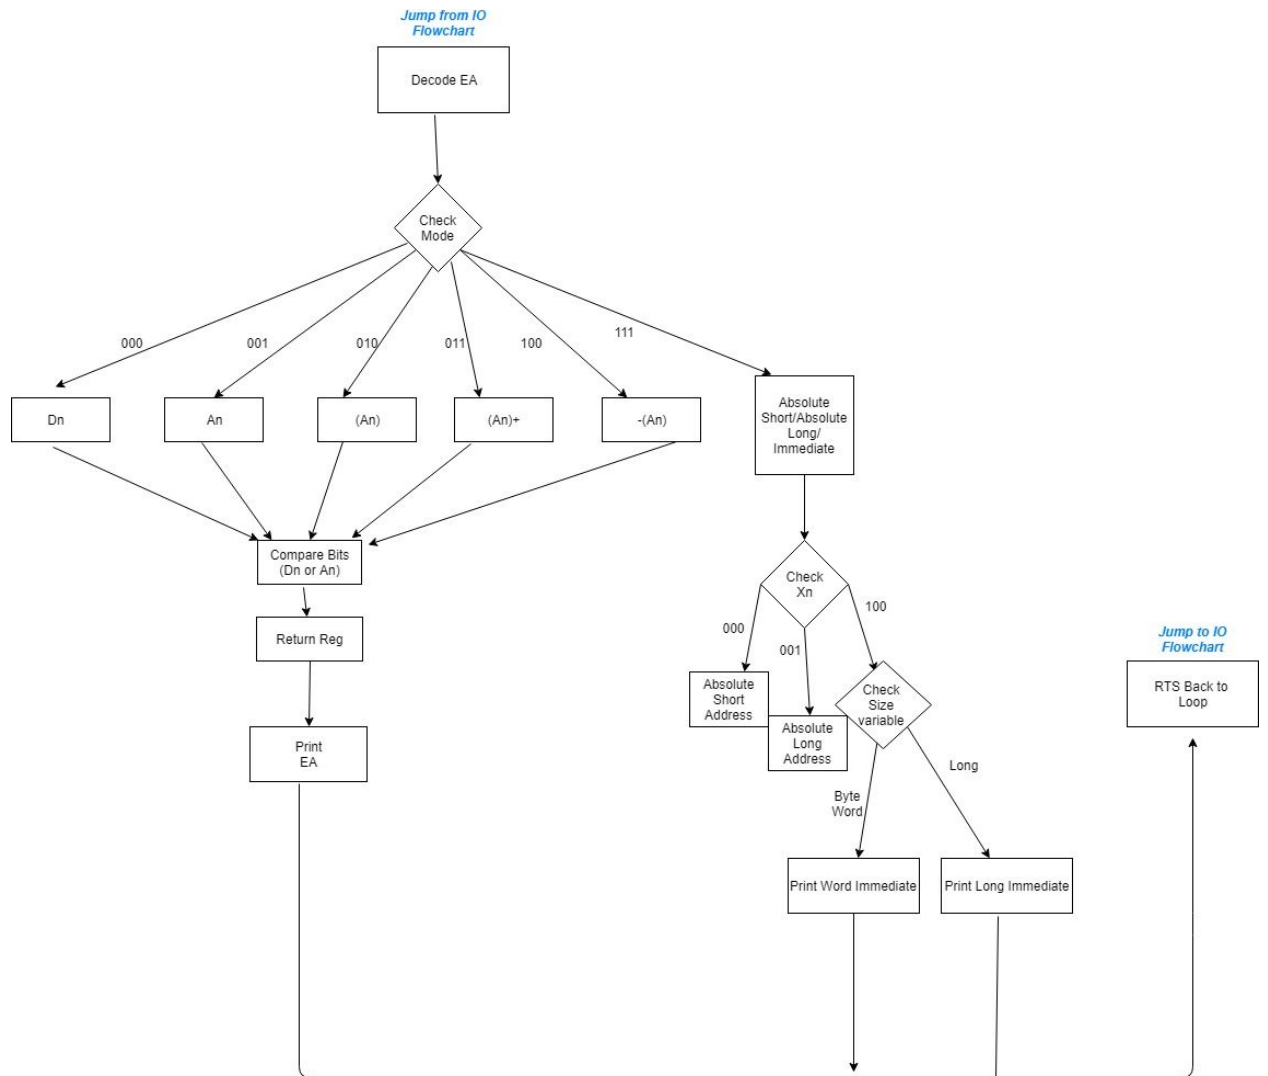 Jump from IO
Flowchart
Decode EA
Check
Mode
000
001
010
011
100
111
Dn
An
(An)
(An)+
-(An)
Absolute
Short/Absolute
Long/
Immediate
Compare Bits
(Dn or An)
Return Reg
Print
EA
Check
Xn
000
001
100
Absolute
Short
Address
Absolute
Long
Address
Check
Size
variable
Byte
Word
Long
Print Word Immediate
Print Long Immediate
Jump to IO
Flowchart
RTS Back to
Loop